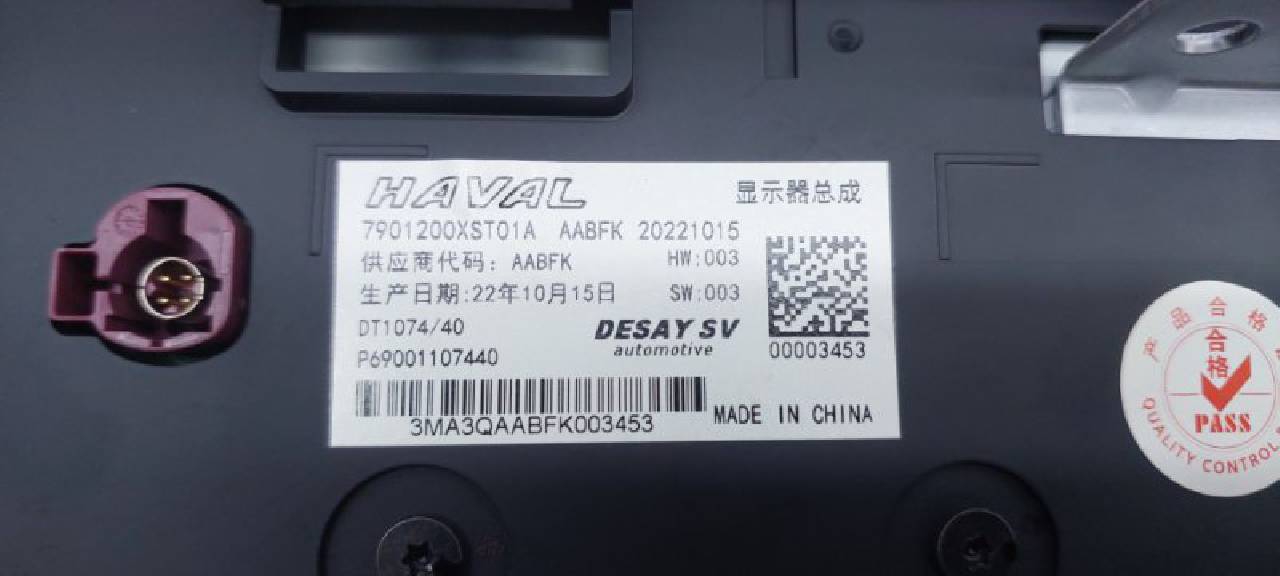 HAVAL 显示器总成
7901200XST01A AABFK 20221015
供应商代码: AABFK HW:003
生产日期:22年10月15日 SW:003
DT1074/40 DESAY SV
automotive
P69001107440 00003453
3MA3QAABFK003453 MADE IN CHINA
产品合格
合格
PASS
QUALITY CONTROL